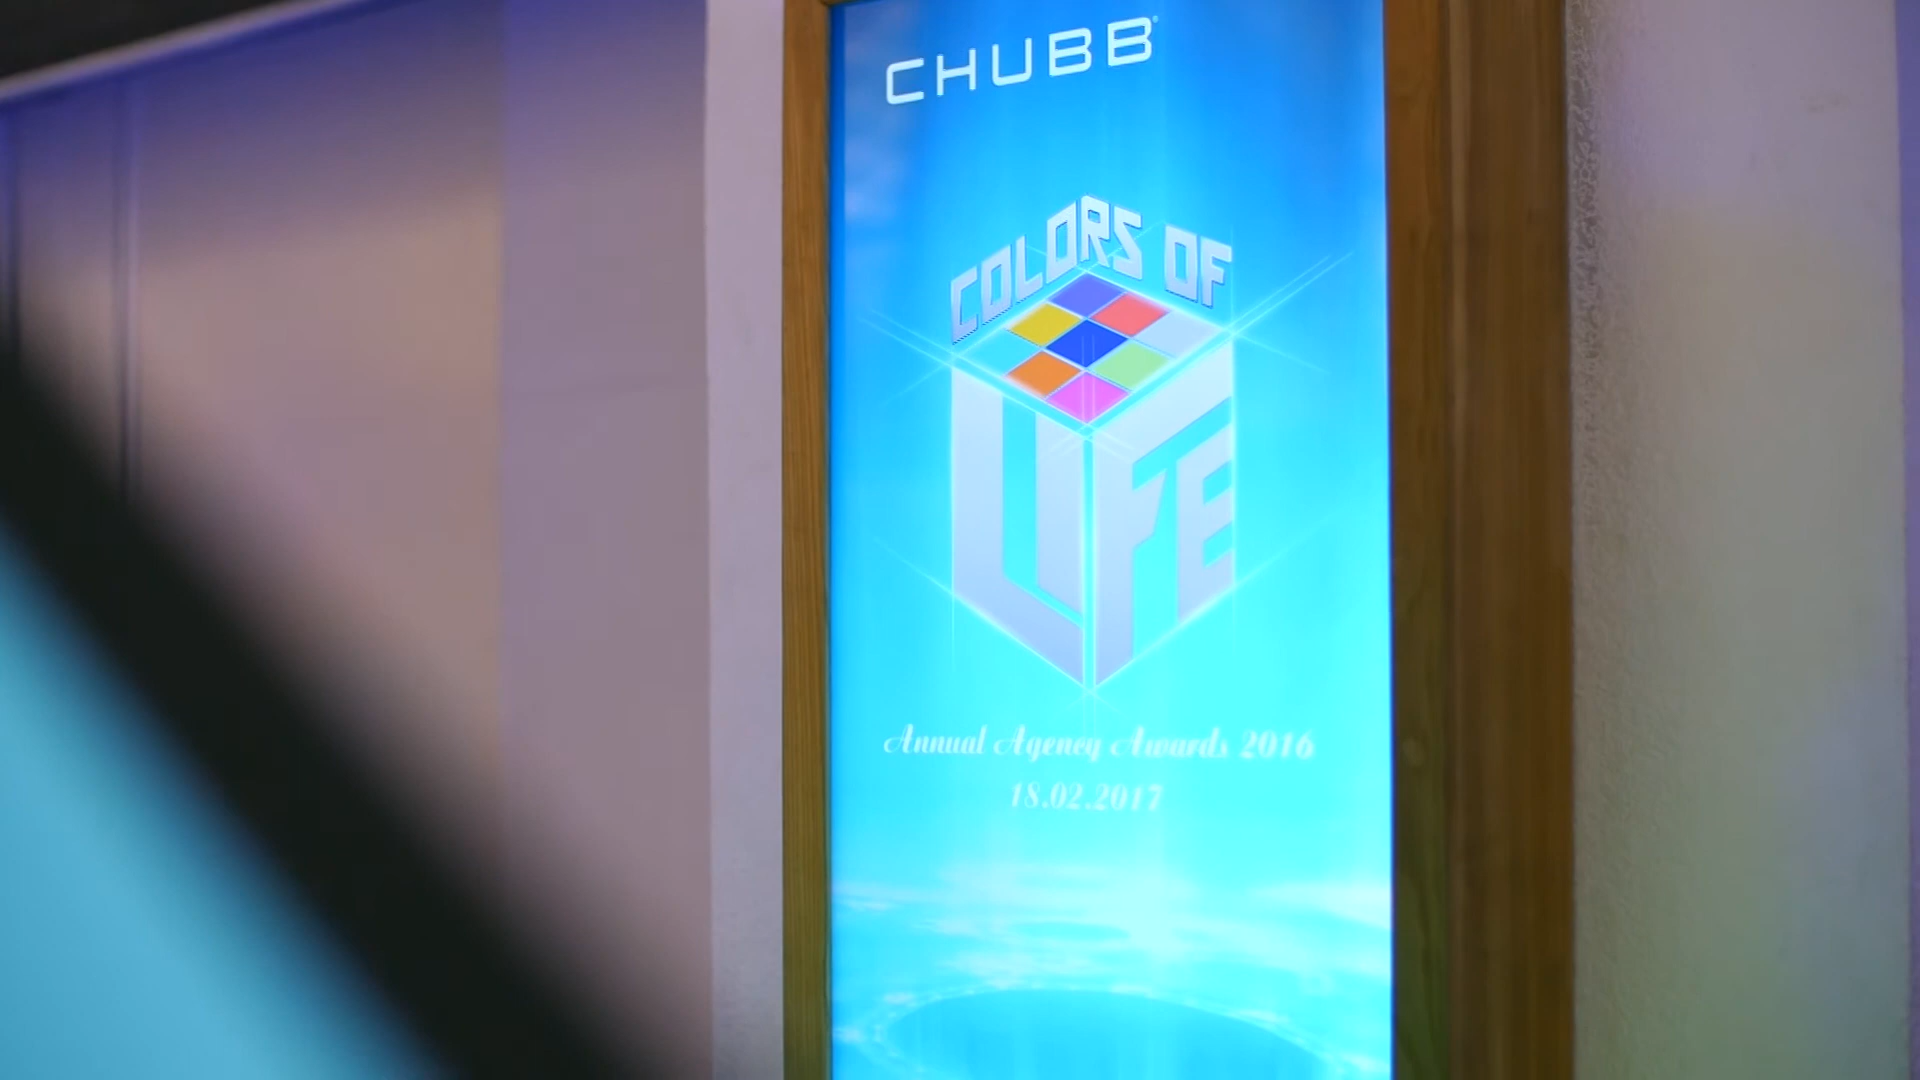 CHUBB®
COLORS OF
LIFE
Annual Agency Awards 2016
18.02.2017